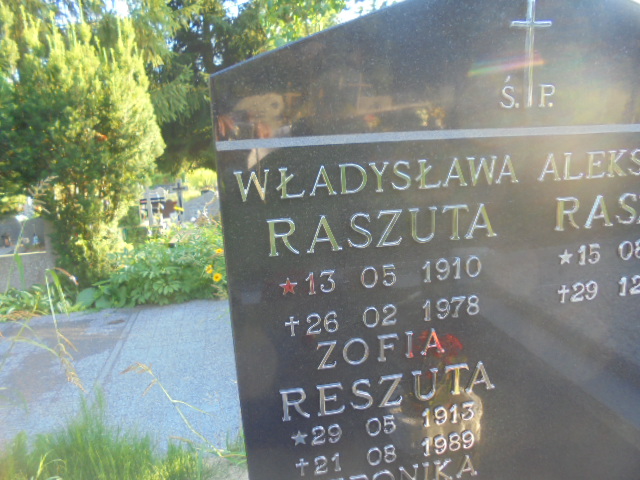 Ś. P.
WŁADYSŁAWA
RASZUTA
★13 05 1910
✝26 02 1978
ZOFIA
RESZUTA
★29 05 1913
✝21 08 1989
ALEKS
RAS
★15 08
✝29 12